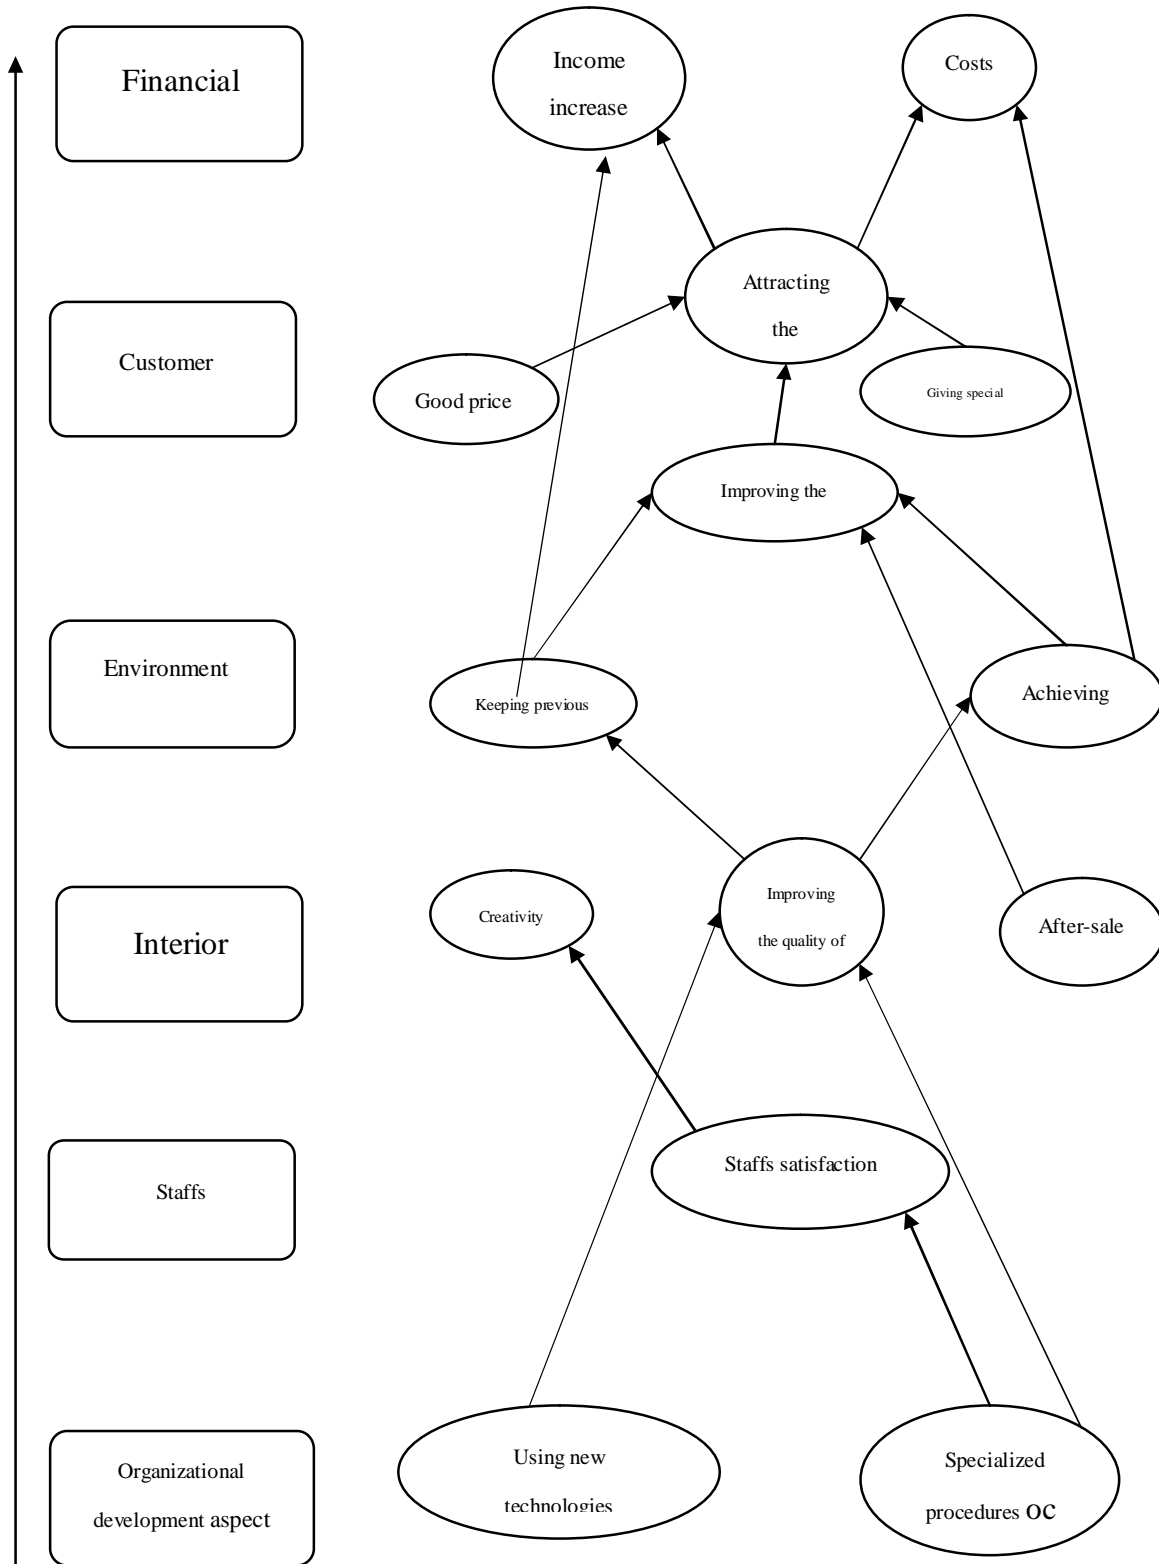 Financial
Income
increase
Costs
Attracting
the
Customer
Good price
Giving special
Improving the
Environment
Keeping previous
Achieving
Interior
Creativity
Improving
the quality of
After-sale
Staffs
Staffs satisfaction
Organizational
development aspect
Using new
technologies
Specialized
procedures OC